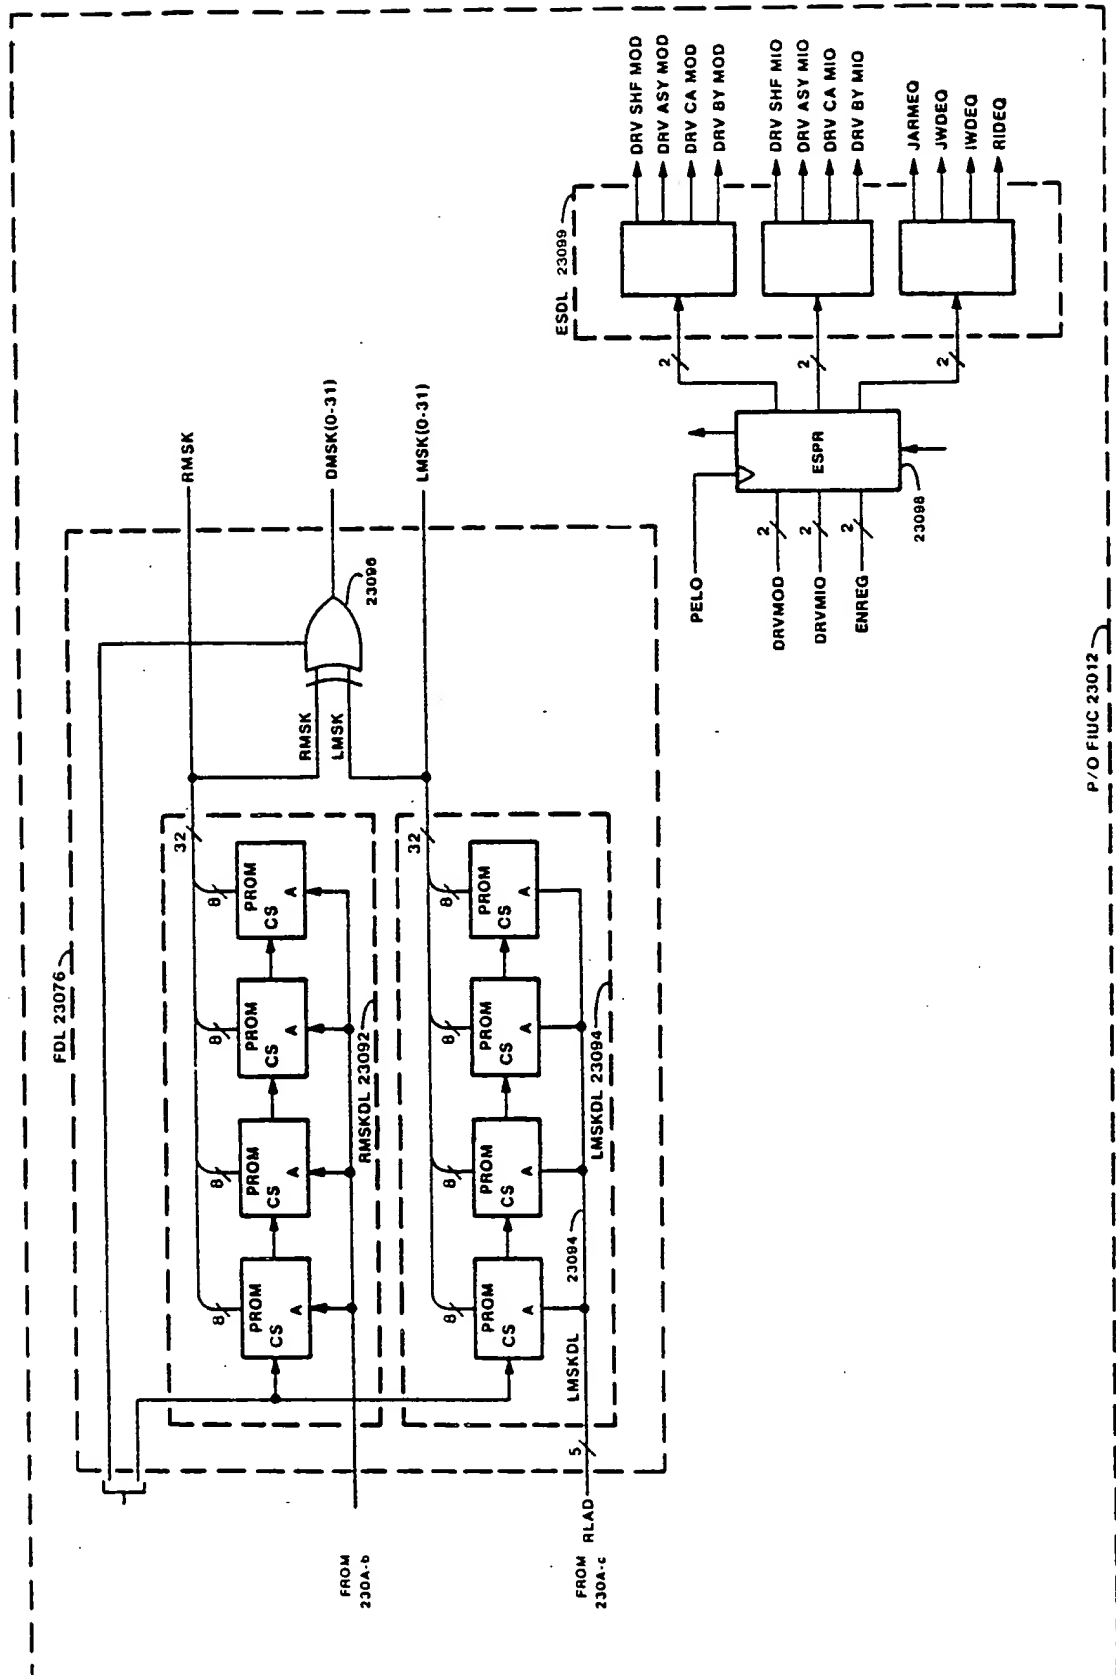 FDL 23076
RMSK
DMSK(0-31)
LMSK(0-31)
23096
RMSK
LMSK
32
8
8
8
8
PROM
CS
A
PROM
CS
A
PROM
CS
A
PROM
CS
A
RMSKDL 23092
32
8
8
8
8
PROM
CS
A
PROM
CS
A
PROM
CS
A
PROM
CS
A
LMSKDL 23094
23094
LMSKDL
5
RLAD
FROM
230A-b
FROM
230A-c
PELO
DRVMOD
2
DRVMIO
2
ENREG
2
ESPR
23098
2
2
2
ESDL 23099
DRV SHF MOD
DRV ASY MOD
DRV CA MOD
DRV BY MOD
DRV SHF MIO
DRV ASY MIO
DRV CA MIO
DRV BY MIO
JARMEQ
JWDEQ
IWDEQ
RIDEQ
P/O FIUC 23012